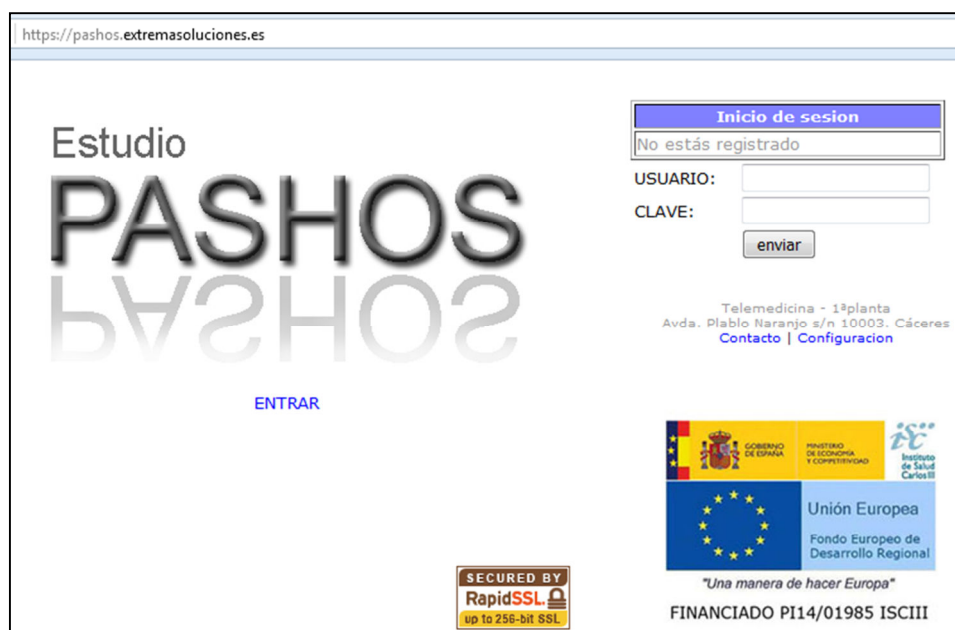 https://pashos.extremasoluciones.es
Estudio
PASHOS
ENTRAR
Inicio de sesion
No estás registrado
USUARIO:
CLAVE:
enviar
Telemedicina - 1ªplanta
Avda. Plablo Naranjo s/n 10003. Cáceres
Contacto | Configuracion
GOBIERNO
DE ESPAÑA
MINISTERIO
DE ECONOMÍA
Y COMPETITIVIDAD
isc
Instituto
de Salud
Carlos III
Unión Europea
Fondo Europeo de
Desarrollo Regional
"Una manera de hacer Europa"
FINANCIADO PI14/01985 ISCIII
SECURED BY
RapidSSL.
up to 256-bit SSL